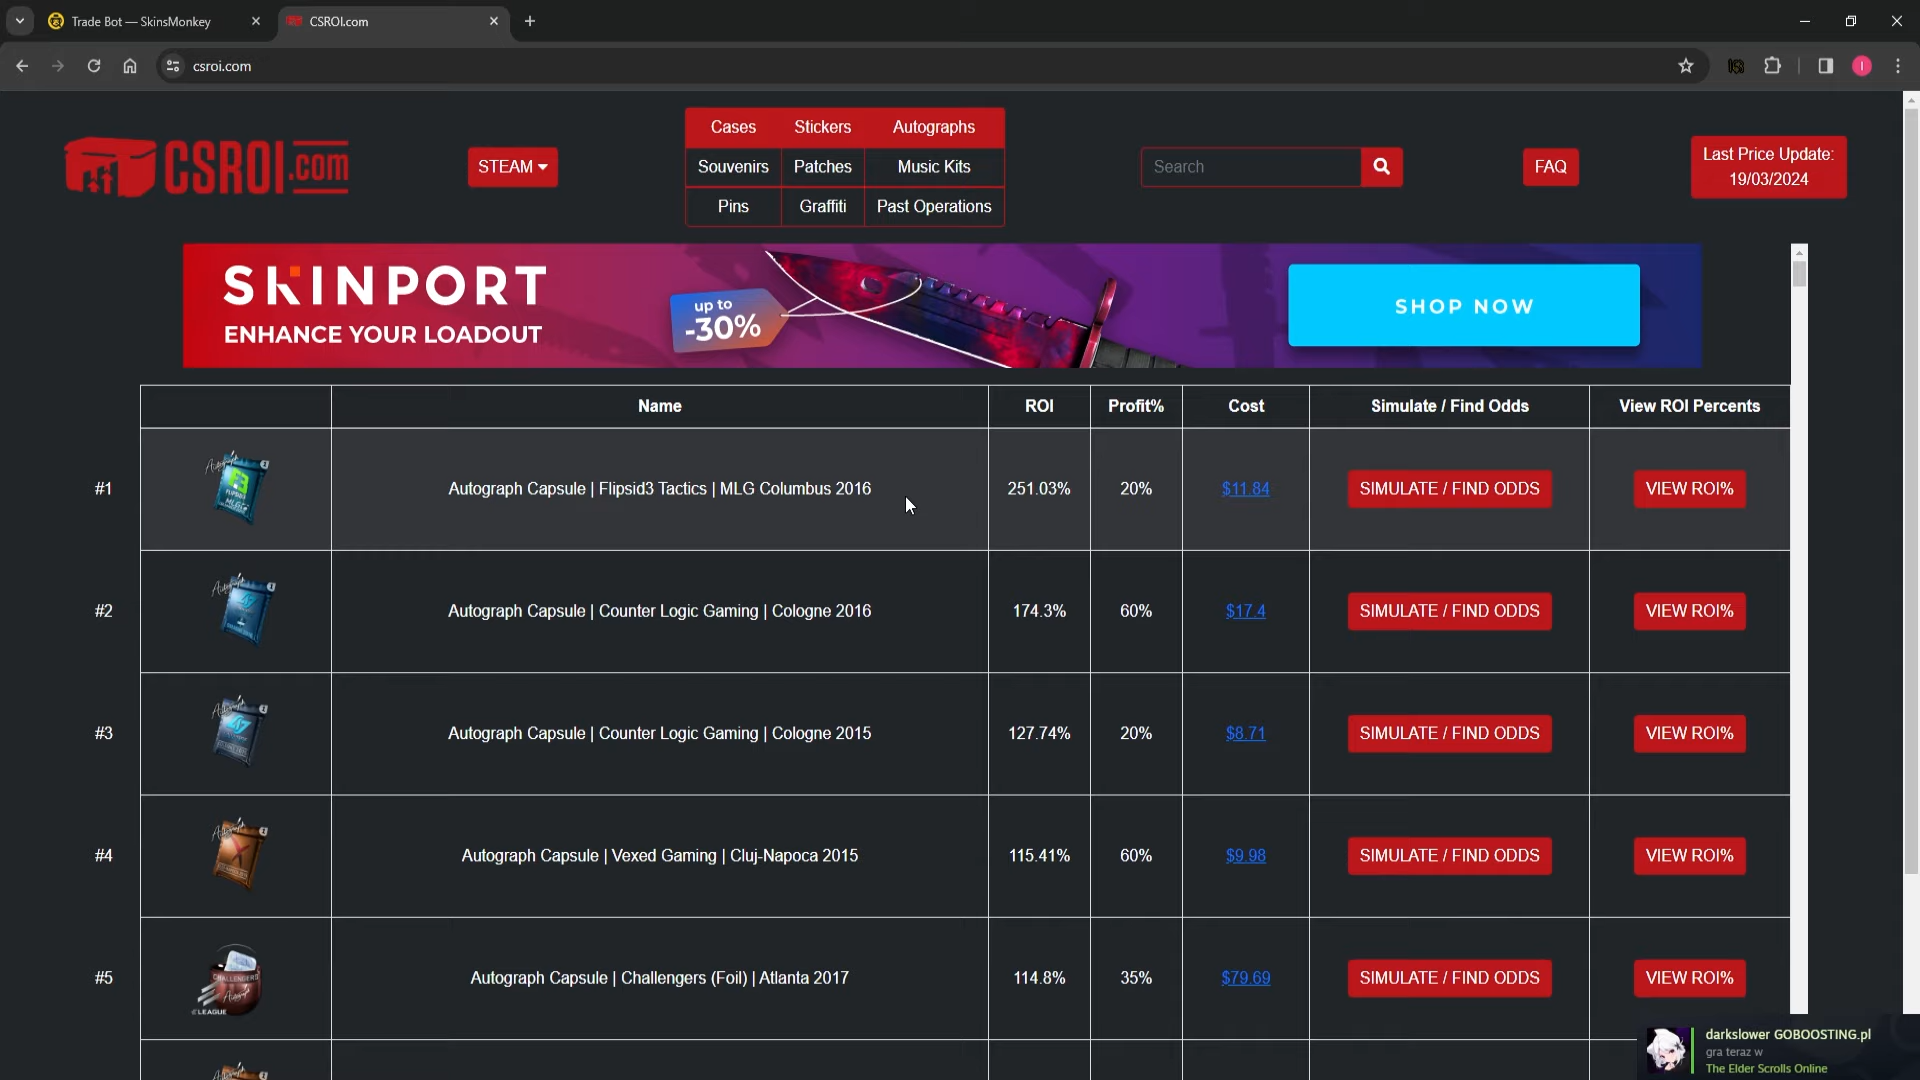 Trade Bot — SkinsMonkey
CSROI.com
csroi.com
CSROI.com
STEAM
Cases Stickers Autographs
Souvenirs Patches Music Kits
Pins Graffiti Past Operations
Search
FAQ
Last Price Update:
19/03/2024
SKINPORT
ENHANCE YOUR LOADOUT
up to
-30%
SHOP NOW
Name ROI Profit% Cost Simulate / Find Odds View ROI Percents
#1 Autograph Capsule | Flipsid3 Tactics | MLG Columbus 2016 251.03% 20% $11.84 SIMULATE / FIND ODDS VIEW ROI%
#2 Autograph Capsule | Counter Logic Gaming | Cologne 2016 174.3% 60% $17.4 SIMULATE / FIND ODDS VIEW ROI%
#3 Autograph Capsule | Counter Logic Gaming | Cologne 2015 127.74% 20% $8.71 SIMULATE / FIND ODDS VIEW ROI%
#4 Autograph Capsule | Vexed Gaming | Cluj-Napoca 2015 115.41% 60% $9.98 SIMULATE / FIND ODDS VIEW ROI%
#5 Autograph Capsule | Challengers (Foil) | Atlanta 2017 114.8% 35% $79.69 SIMULATE / FIND ODDS VIEW ROI%
darkslower GOBOOSTING.pl
gra teraz w
The Elder Scrolls Online